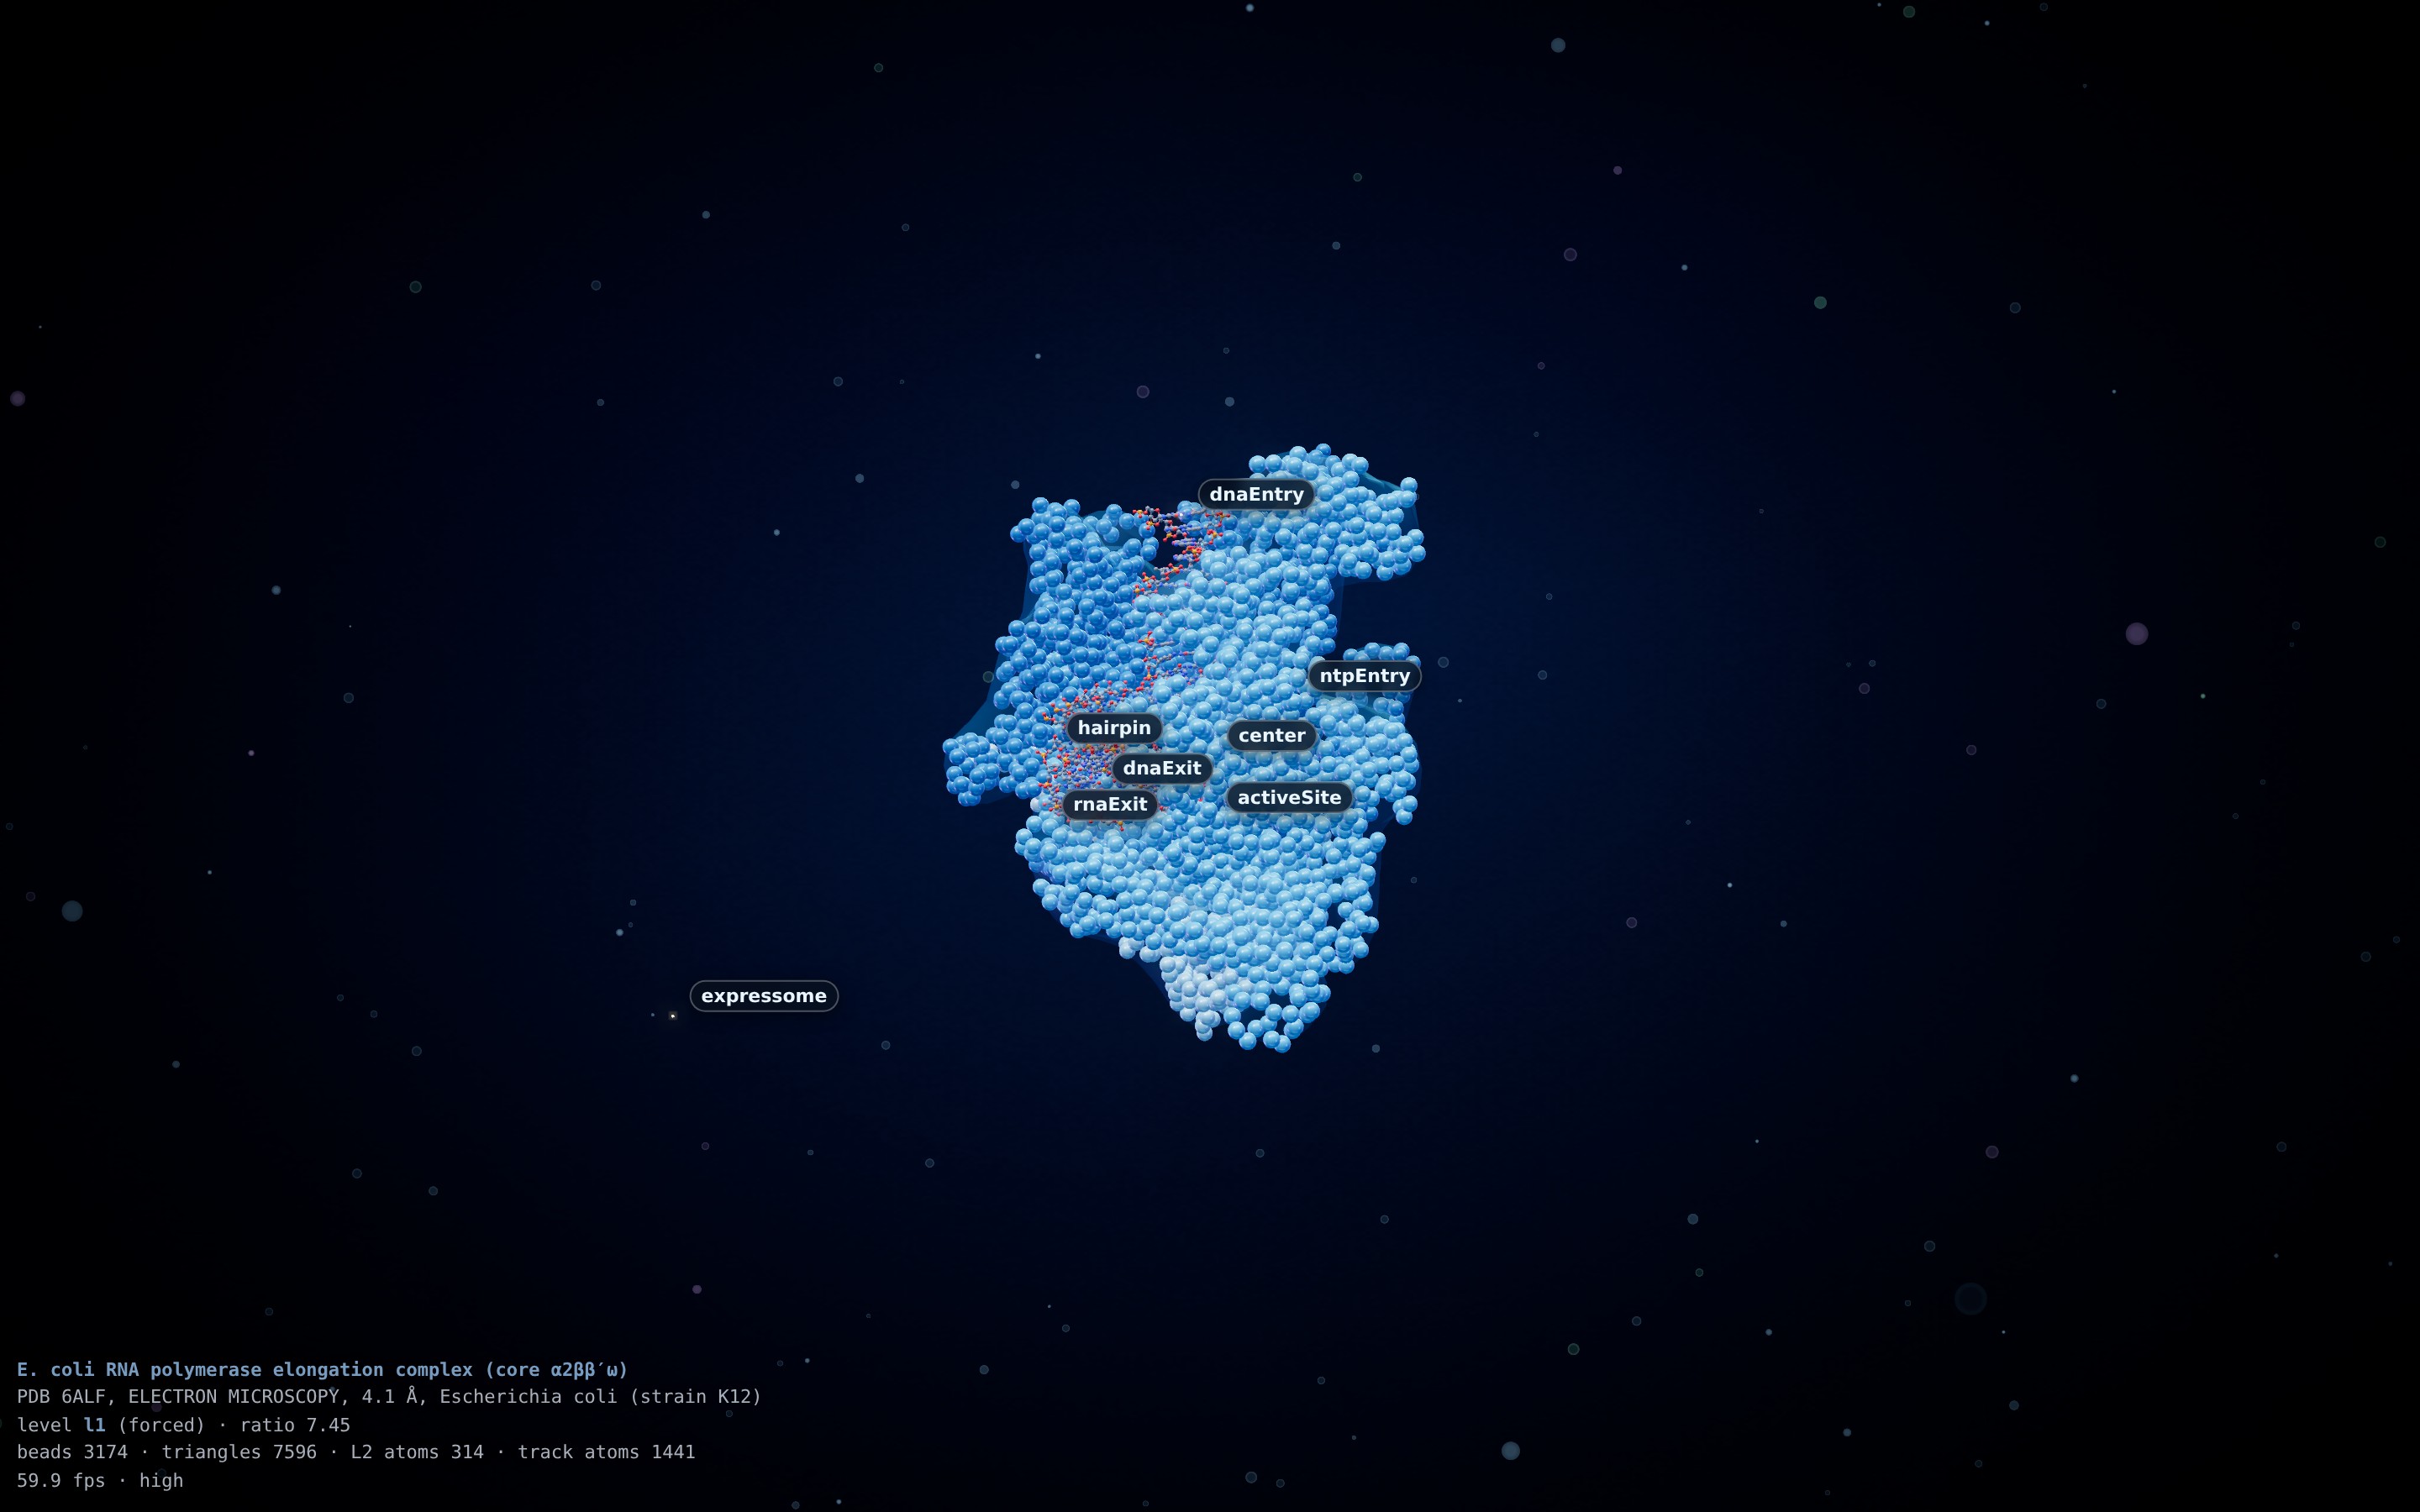 dnaEntry
ntpEntry
hairpin
center
dnaExit
activeSite
rnaExit
expressome
E. coli RNA polymerase elongation complex (core α2ββ′ω)
PDB 6ALF, ELECTRON MICROSCOPY, 4.1 Å, Escherichia coli (strain K12)
level l1 (forced) · ratio 7.45
beads 3174 · triangles 7596 · L2 atoms 314 · track atoms 1441
59.9 fps · high